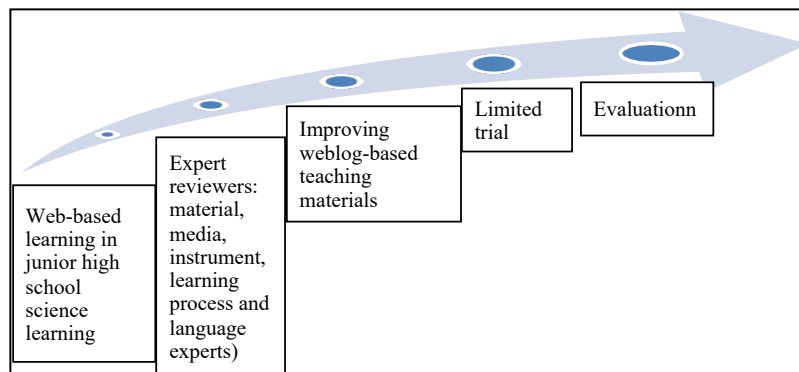 Web-based
learning in
junior high
school
science
learning
Expert
reviewers:
material,
media,
instrument,
learning
process and
language
experts)
Improving
weblog-based
teaching
materials
Limited
trial
Evaluationn